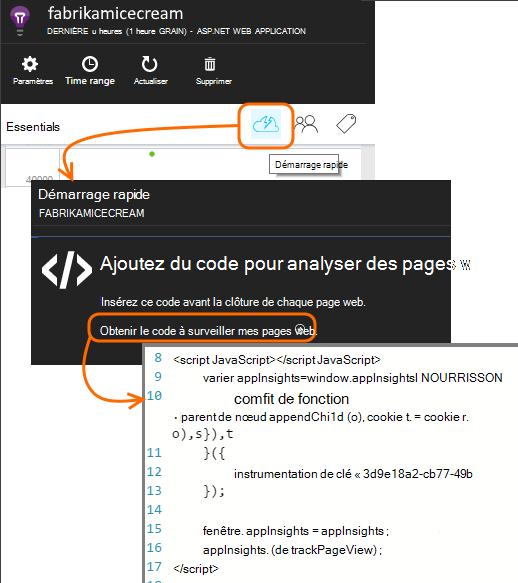 fabrikamicecream
DERNIÈRE u heures (1 heure GRAIN) - ASP.NET WEB APPLICATION
Paramètres Time range Actualiser Supprimer
Essentials
Démarrage rapide
40000
Démarrage rapide
FABRIKAMICECREAM
</> Ajoutez du code pour analyser des pages w
Insérez ce code avant la clôture de chaque page web.
Obtenir le code à surveiller mes pages web.
8 <script JavaScript></script JavaScript>
9 varier appInsights=window.appInsightsI NOURRISSON
10 comfit de fonction
- parent de nœud appendChi1d (o), cookie t. = cookie r.
o),s}),t
11 }({
12 instrumentation de clé « 3d9e18a2-cb77-49b
13 });
14
15 fenêtre. appInsights = appInsights ;
16 appInsights. (de trackPageView) ;
17 </script>